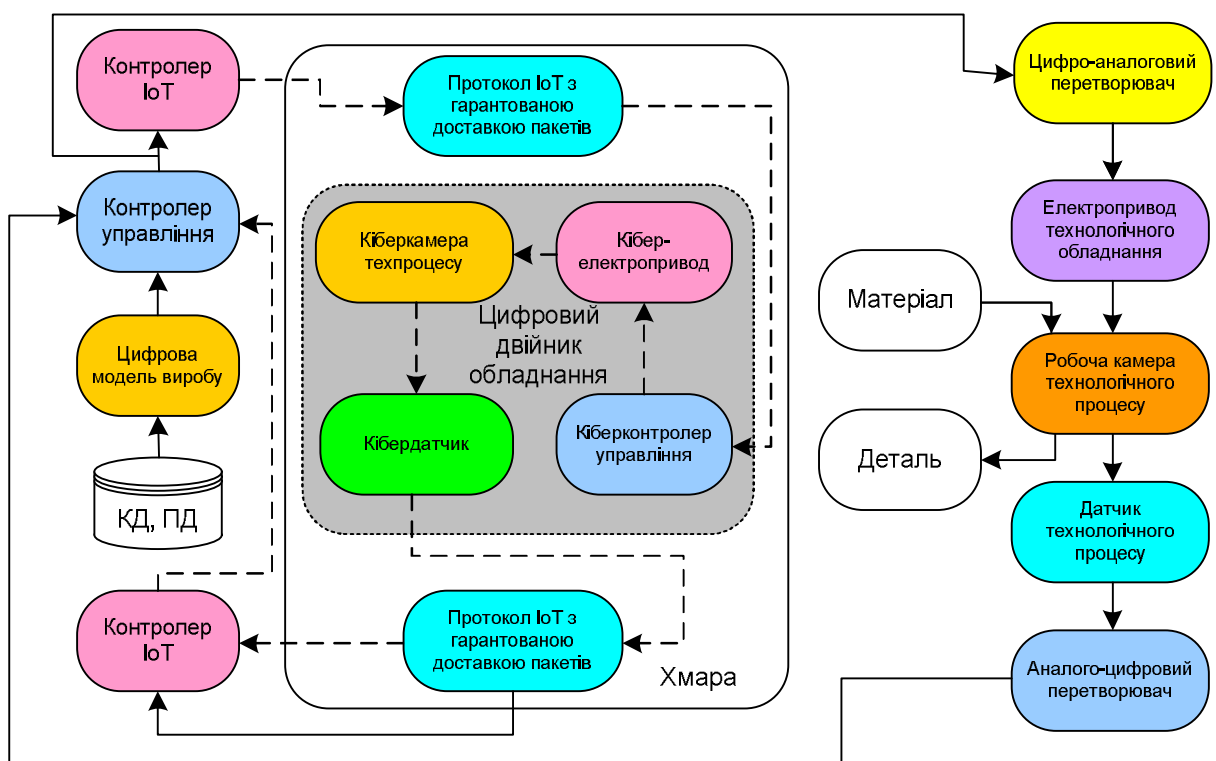 Контролер
IoT
Протокол IoT з
гарантованою
доставкою пакетів
Цифро-аналоговий
перетворювач
Контролер
управління
Електропривод
технологічного
обладнання
Кіберкамера
техпроцесу
Кібер-
електропривод
Матеріал
Цифровий
двійник
обладнання
Цифрова
модель виробу
Робоча камера
технологічного
процесу
Кібердатчик
Кіберконтролер
управління
Деталь
КД, ПД
Датчик
технологічного
процесу
Контролер
IoT
Протокол IoT з
гарантованою
доставкою пакетів
Хмара
Аналого-цифровий
перетворювач